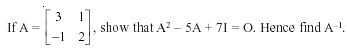 If A = [3 1; −1 2], show that A² − 5A + 7I = O. Hence find A⁻¹.